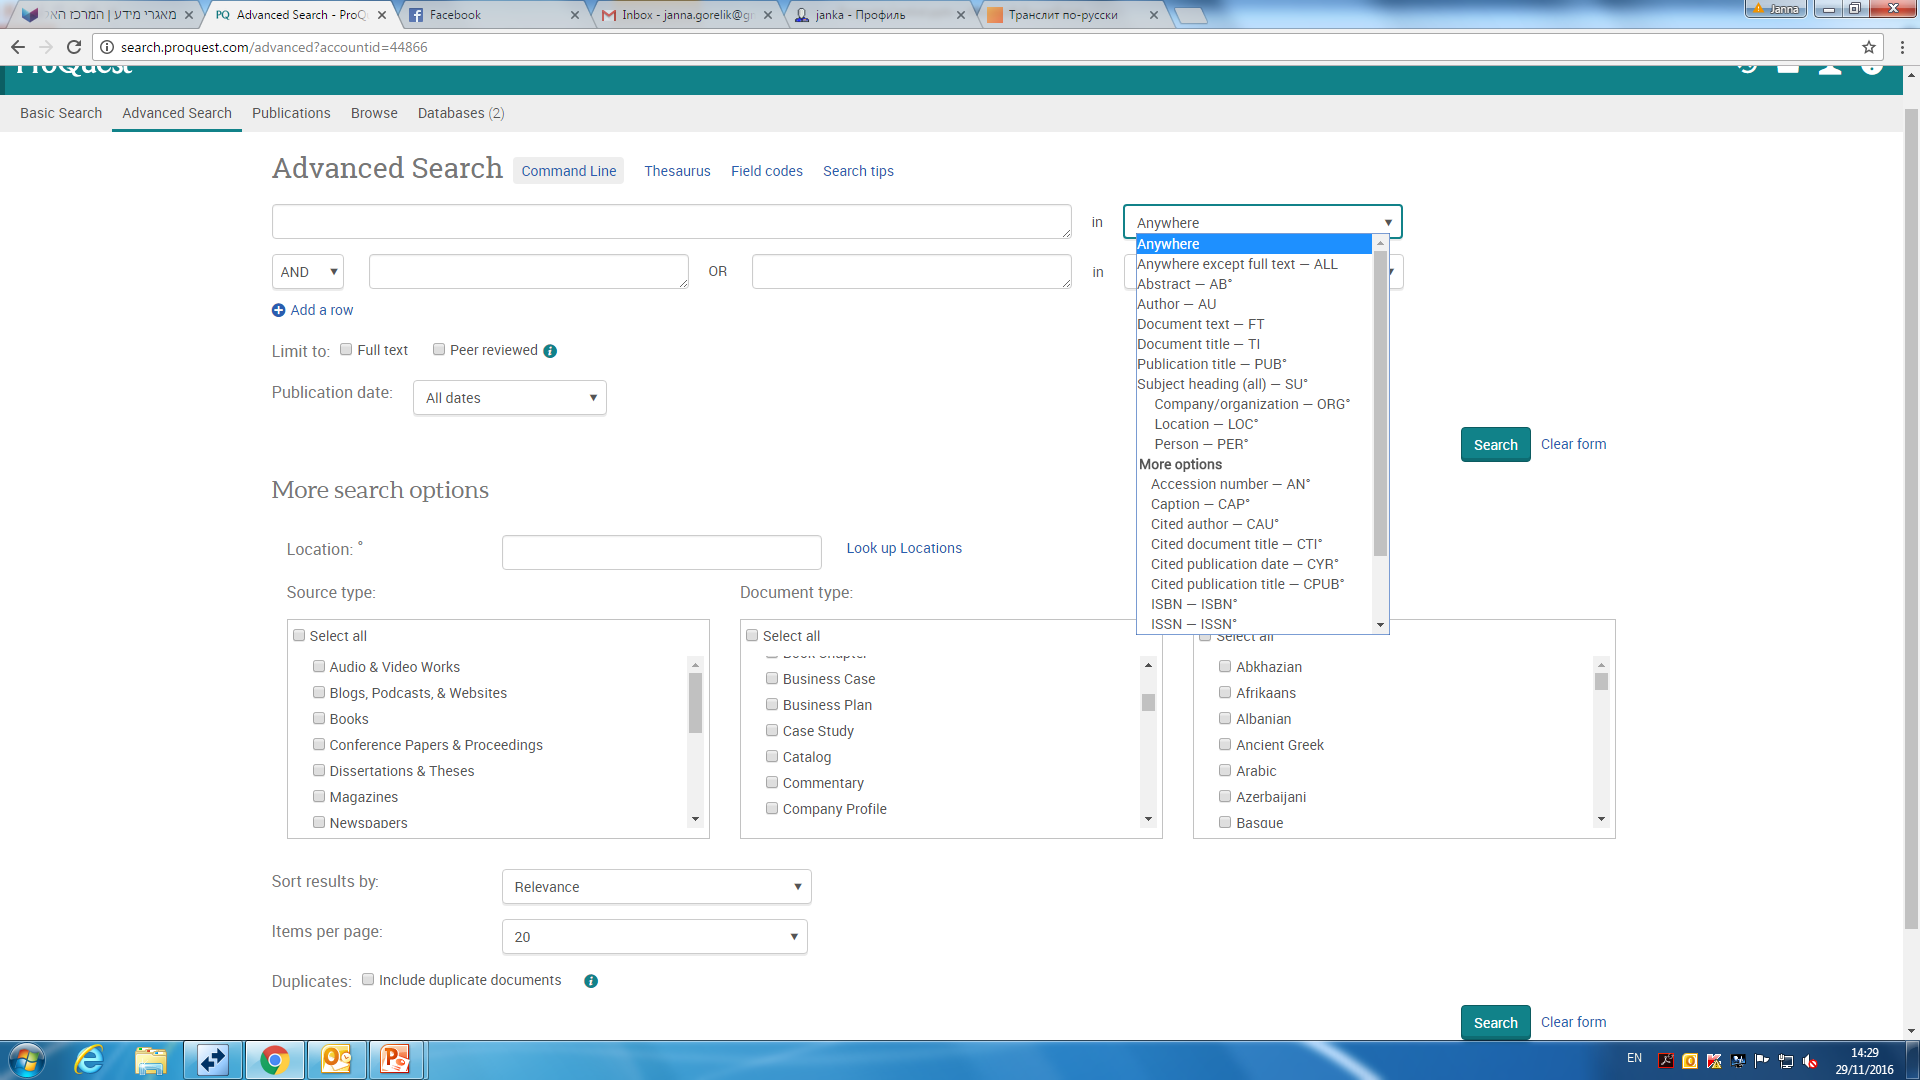 מאגרי מידע | המרכז האק
Advanced Search - ProQ
Facebook
Inbox - janna.gorelik@g
janka - Профиль
Транслит по-русски
Janna
search.proquest.com/advanced?accountid=44866
ProQuest
Basic Search
Advanced Search
Publications
Browse
Databases (2)
Advanced Search
Command Line
Thesaurus
Field codes
Search tips
in
Anywhere
AND
OR
in
Add a row
Limit to:
Full text
Peer reviewed
Publication date:
All dates
Anywhere
Anywhere except full text — ALL
Abstract — AB°
Author — AU
Document text — FT
Document title — TI
Publication title — PUB°
Subject heading (all) — SU°
Company/organization — ORG°
Location — LOC°
Person — PER°
More options
Accession number — AN°
Caption — CAP°
Cited author — CAU°
Cited document title — CTI°
Cited publication date — CYR°
Cited publication title — CPUB°
ISBN — ISBN°
ISSN — ISSN°
Search
Clear form
More search options
Location: °
Look up Locations
Source type:
Select all
Audio & Video Works
Blogs, Podcasts, & Websites
Books
Conference Papers & Proceedings
Dissertations & Theses
Magazines
Newspapers
Document type:
Select all
Book Chapter
Business Case
Business Plan
Case Study
Catalog
Commentary
Company Profile
Select all
Abkhazian
Afrikaans
Albanian
Ancient Greek
Arabic
Azerbaijani
Basque
Sort results by:
Relevance
Items per page:
20
Duplicates:
Include duplicate documents
Search
Clear form
EN
14:29
29/11/2016